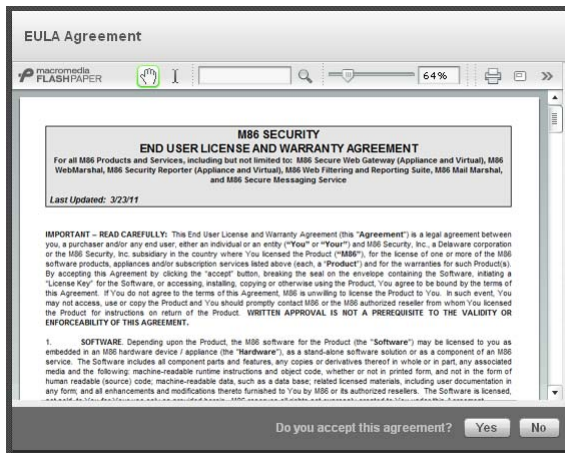 EULA Agreement
macromedia
FLASHPAPER
64%
M86 SECURITY
END USER LICENSE AND WARRANTY AGREEMENT
For all M86 Products and Services, including but not limited to: M86 Secure Web Gateway (Appliance and Virtual), M86
WebMarshal, M86 Security Reporter (Appliance and Virtual), M86 Web Filtering and Reporting Suite, M86 Mail Marshal,
and M86 Secure Messaging Service
Last Updated: 3/23/11
IMPORTANT – READ CAREFULLY: This End User License and Warranty Agreement (this "Agreement") is a legal agreement between
you, a purchaser and/or any end user, either an individual or an entity ("You" or "Your") and M86 Security, Inc., a Delaware corporation
or the M86 Security, Inc. subsidiary in the country where You licensed the Product ("M86"), for the license of one or more of the M86
software products, appliances and/or subscription services listed above (each, a "Product") and for the warranties for such Product(s).
By accepting this Agreement by clicking the "accept" button, breaking the seal on the envelope containing the Software, initiating a
"License Key" for the Software, or accessing, installing, copying or otherwise using the Product, You agree to be bound by the terms of
this Agreement. If You do not agree to the terms of this Agreement, M86 is unwilling to license the Product to You. In such event, You
may not access, use or copy the Product and You should promptly contact M86 or the M86 authorized reseller from whom You licensed
the Product for instructions on return of the Product. WRITTEN APPROVAL IS NOT A PREREQUISITE TO THE VALIDITY OR
ENFORCEABILITY OF THIS AGREEMENT.
1. SOFTWARE. Depending upon the Product, the M86 software for the Product (the "Software") may be licensed to you as
embedded in an M86 hardware device / appliance (the "Hardware"), as a stand-alone software solution or as a component of an M86
service. The Software includes all component parts and features, any copies or derivatives thereof in whole or in part, any associated
media and the following: machine-readable runtime instructions and object code, whether or not in printed form, and not in the form of
human readable (source) code; machine-readable data, such as a data base; related licensed materials, including user documentation in
any form; and all enhancements and modifications thereto furnished to You by M86 or its authorized resellers. The Software is licensed,
Do you accept this agreement?
Yes
No